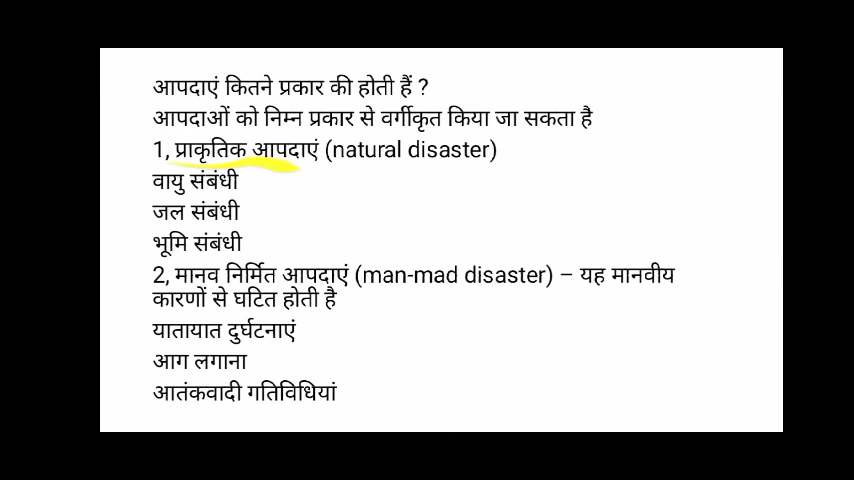 आपदाएं कितने प्रकार की होती हैं ?
आपदाओं को निम्न प्रकार से वर्गीकृत किया जा सकता है
1, प्राकृतिक आपदाएं (natural disaster)
वायु संबंधी
जल संबंधी
भूमि संबंधी
2, मानव निर्मित आपदाएं (man-mad disaster) – यह मानवीय
कारणों से घटित होती है
यातायात दुर्घटनाएं
आग लगाना
आतंकवादी गतिविधियां